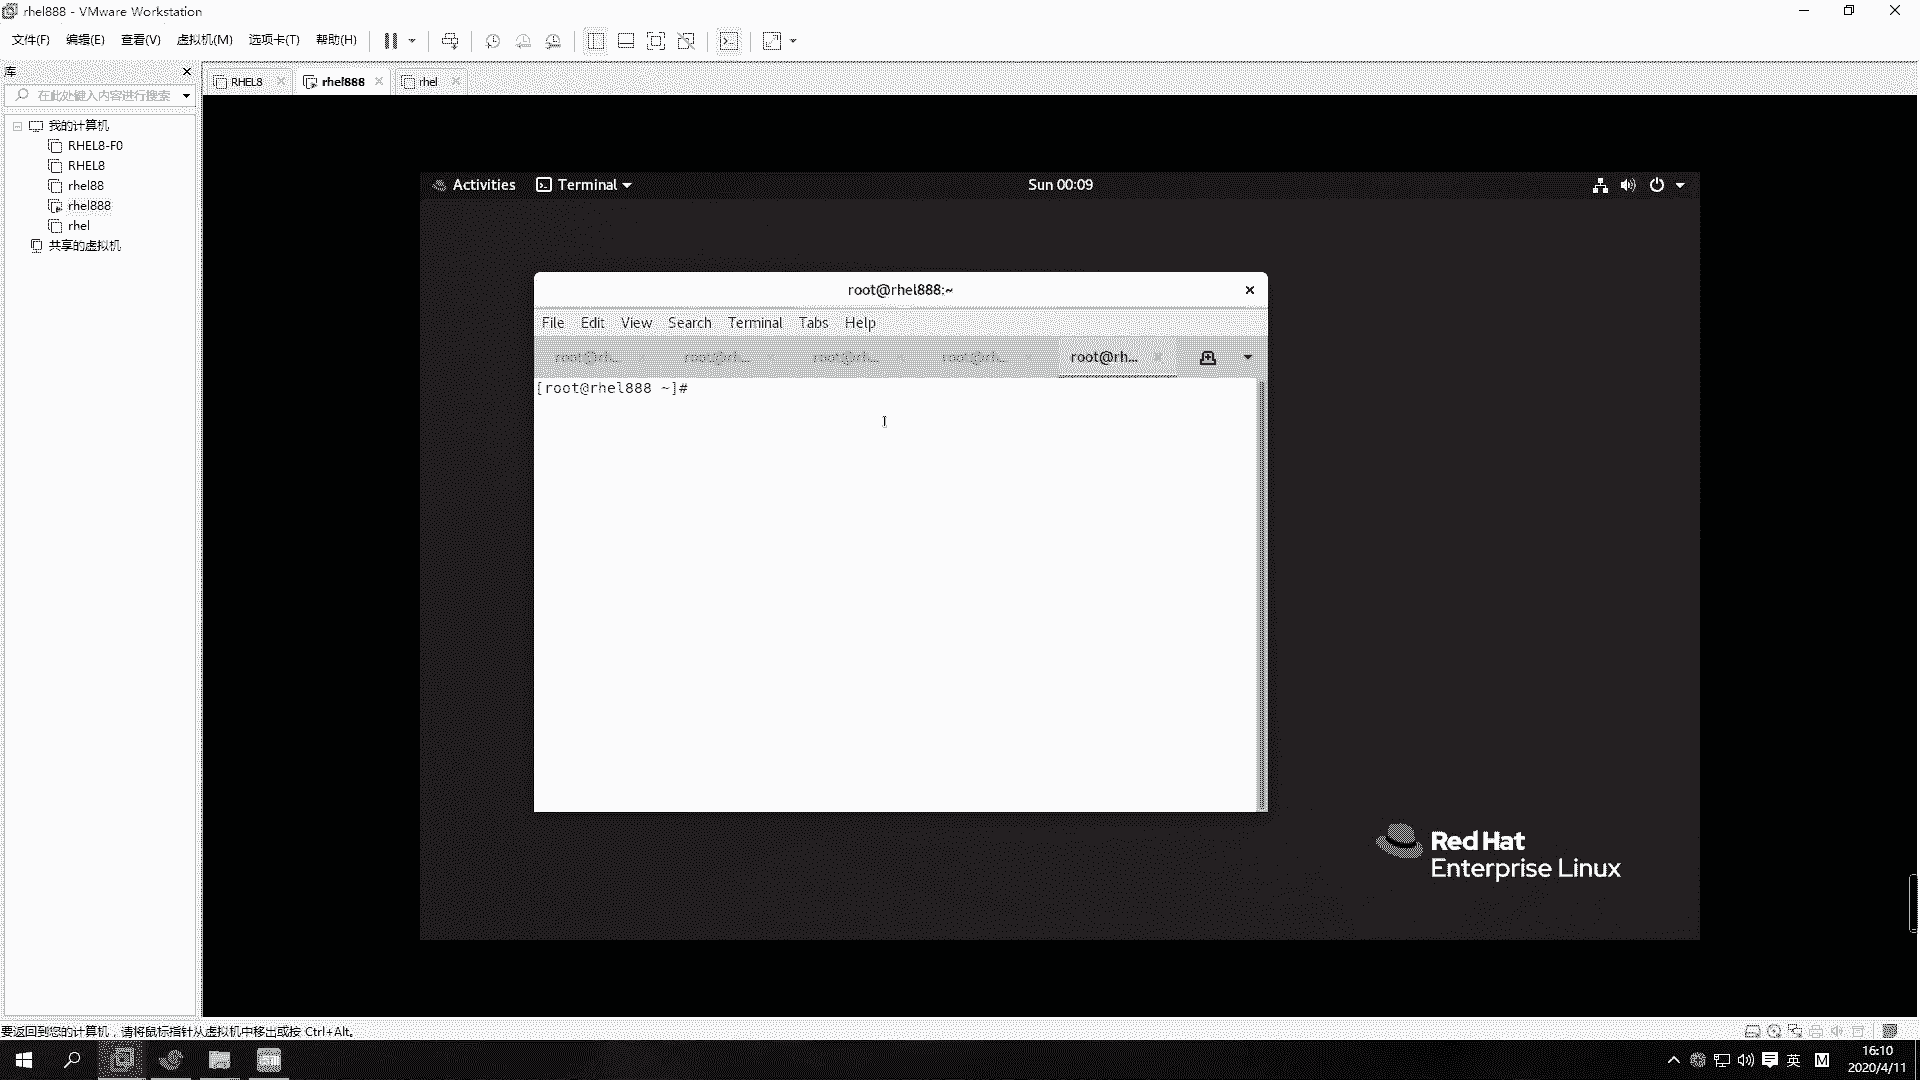 rhel888 - VMware Workstation
文件(F) 编辑(E) 查看(V) 虚拟机(M) 选项卡(T) 帮助(H)
库
在此处键入内容进行搜索
我的计算机
RHEL8-F0
RHEL8
rhel88
rhel888
rhel
共享的虚拟机
RHEL8 rhel888 rhel
Activities Terminal Sun 00:09
root@rhel888:~
File Edit View Search Terminal Tabs Help
root@rh... root@rh... root@rh... root@rh... root@rh...
[root@rhel888 ~]#
Red Hat
Enterprise Linux
要返回到您的计算机，请将鼠标指针从虚拟机中移出或按 Ctrl+Alt。
英 M
16:10
2020/4/11